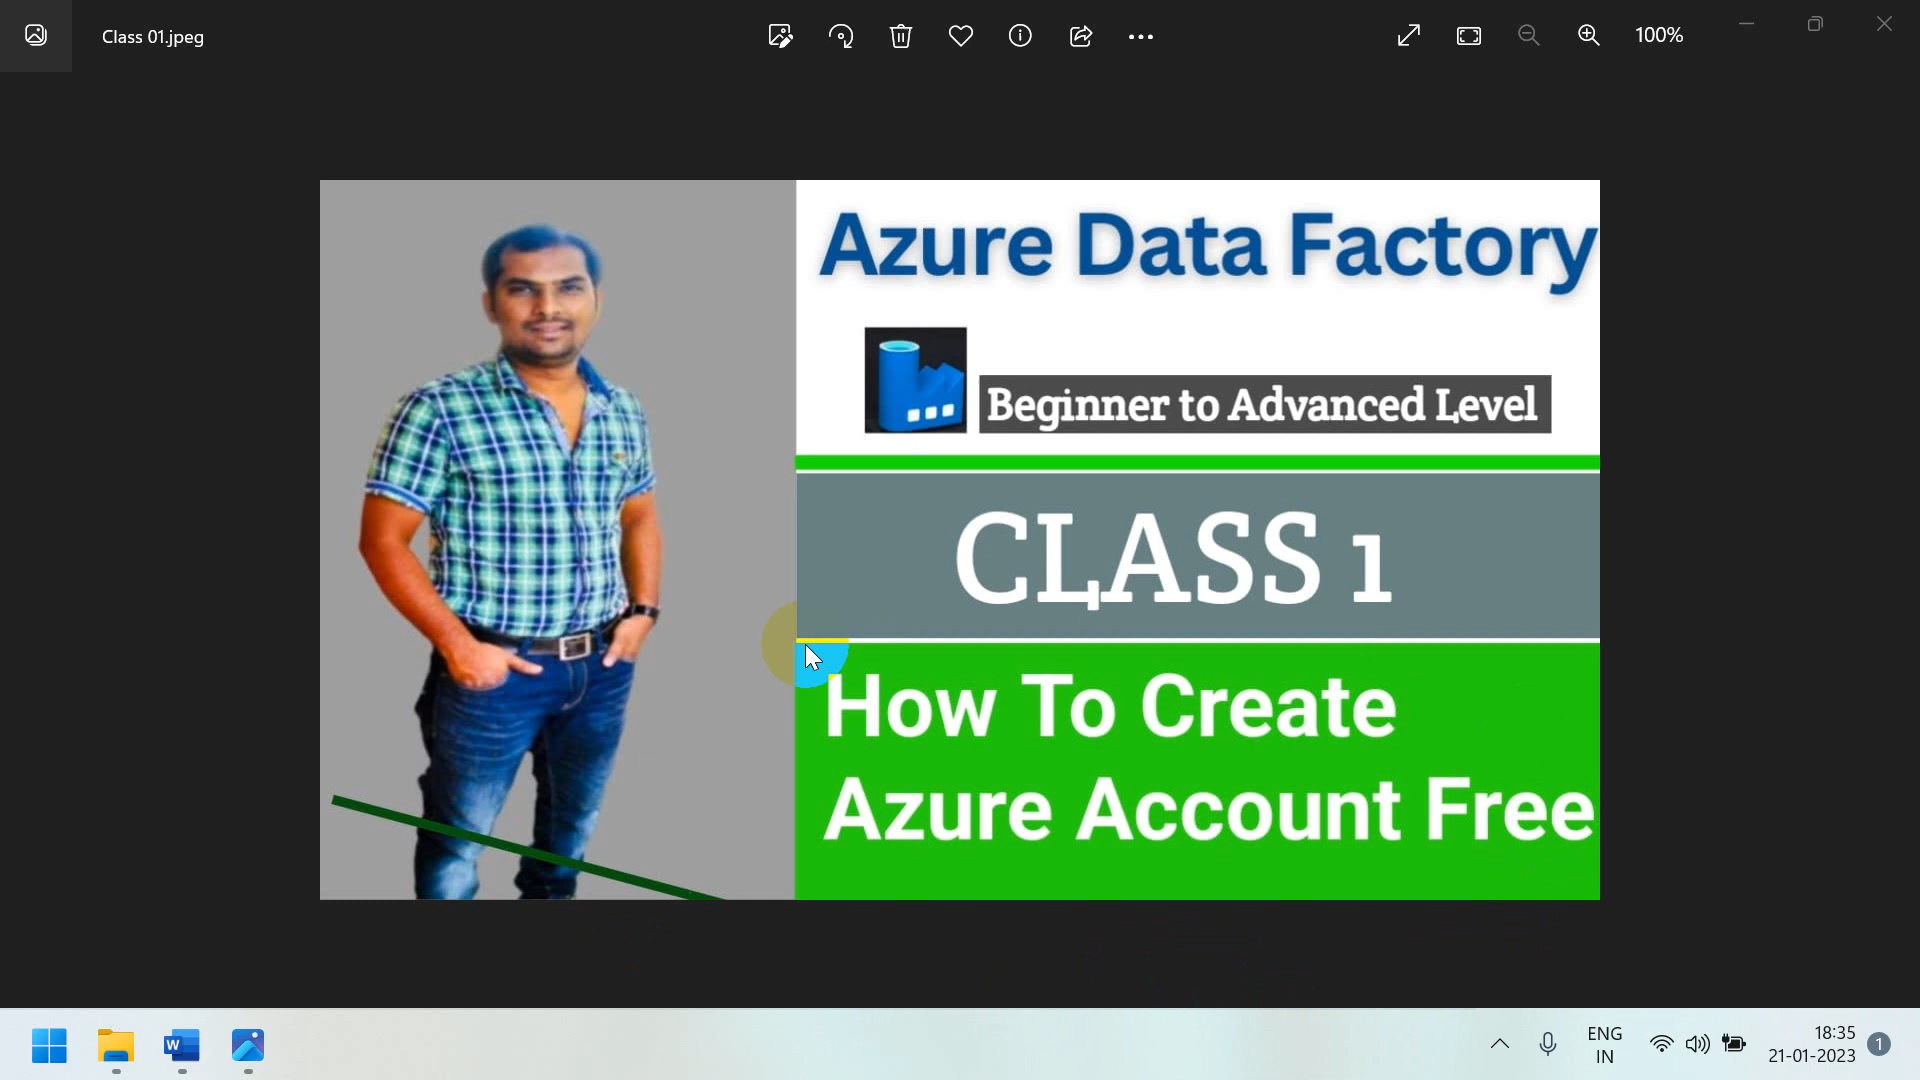 Class 01.jpeg
100%
Azure Data Factory
Beginner to Advanced Level
CLASS 1
How To Create
Azure Account Free
W
ENG
IN
18:35
21-01-2023
1